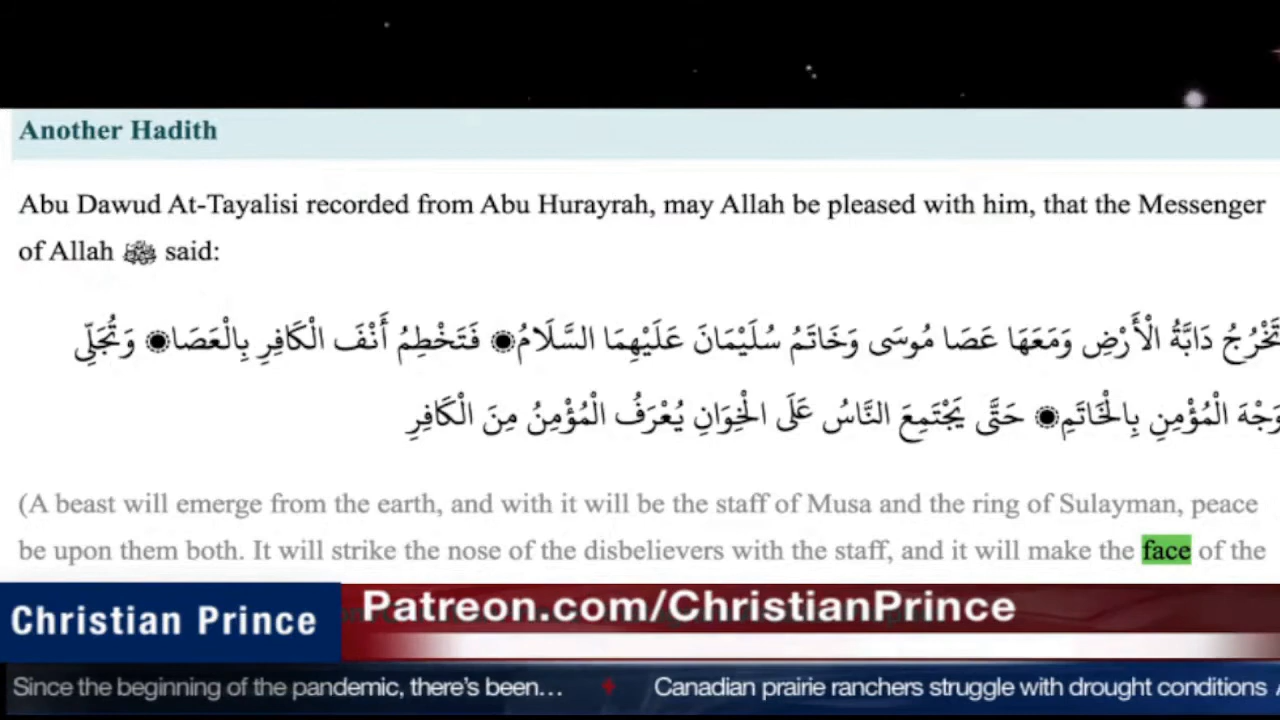 Another Hadith
Abu Dawud At-Tayalisi recorded from Abu Hurayrah, may Allah be pleased with him, that the Messenger
of Allah ﷺ said:
تَخْرُجُ دَابَّةُ الْأَرْضِ وَمَعَهَا عَصَا مُوسَى وَخَاتَمُ سُلَيْمَانَ عَلَيْهِمَا السَّلَامُ فَتَخْطِمُ أَنْفَ الْكَافِرِ بِالْعَصَا وَتُجَلِّي
وَجْهَ الْمُؤْمِنِ بِالْخَاتَمِ حَتَّى يَجْتَمِعَ النَّاسُ عَلَى الْخِوَانِ يُعْرَفُ الْمُؤْمِنُ مِنَ الْكَافِرِ
(A beast will emerge from the earth, and with it will be the staff of Musa and the ring of Sulayman, peace
be upon them both. It will strike the nose of the disbelievers with the staff, and it will make the face of the
Christian Prince
Patreon.com/ChristianPrince
Since the beginning of the pandemic, there's been… Canadian prairie ranchers struggle with drought conditions